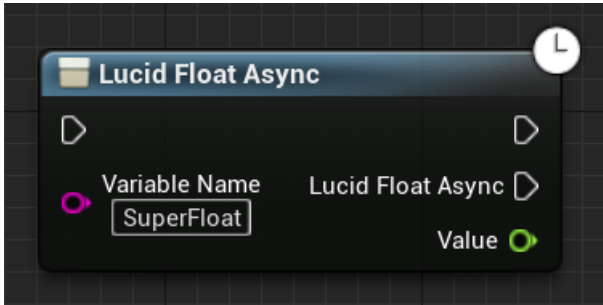 Lucid Float Async
Variable Name
SuperFloat
Lucid Float Async
Value